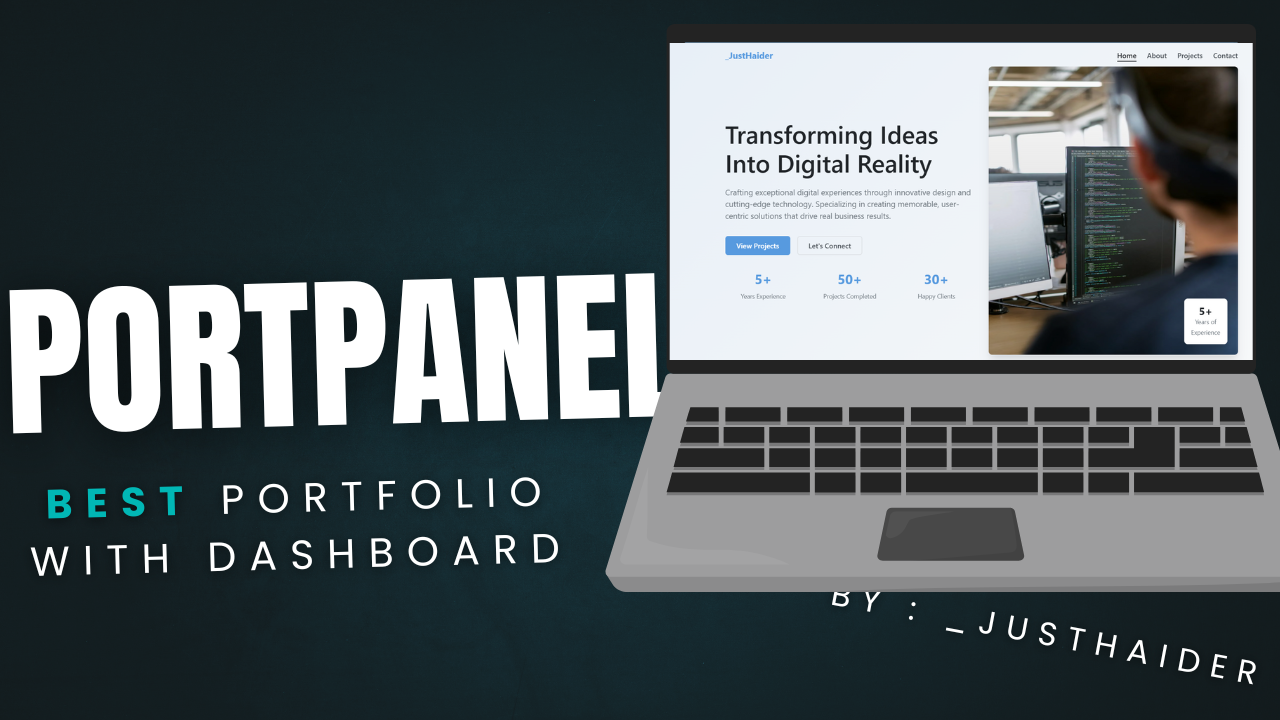 _JustHaider
Home About Projects Contact
Transforming Ideas
Into Digital Reality
Crafting exceptional digital experiences through innovative design and
cutting-edge technology. Specializing in creating memorable, user-
centric solutions that drive real business results.
View Projects Let's Connect
5+ 50+ 30+
Years Experience Projects Completed Happy Clients
5+
Years of
Experience
PORTPANEL
BEST PORTFOLIO
WITH DASHBOARD
BY : _JUSTHAIDER